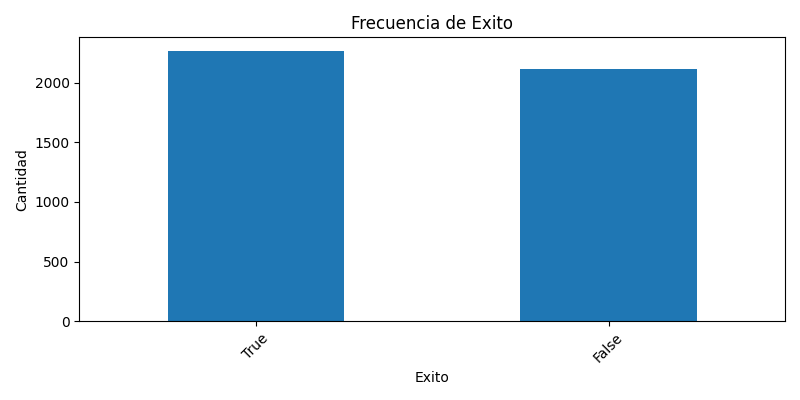 Frecuencia de Exito
Cantidad
2000
1500
1000
500
0
True
False
Exito